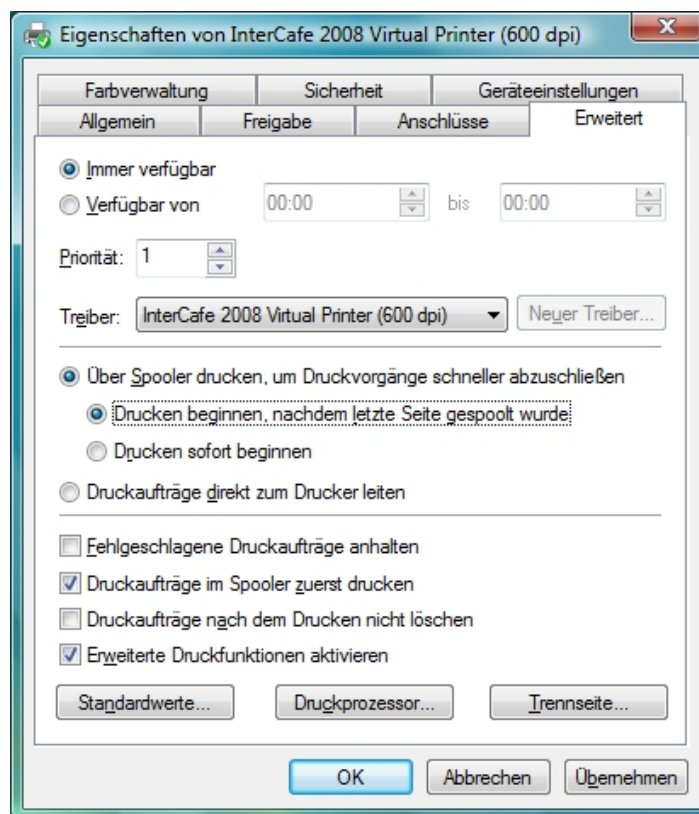 Eigenschaften von InterCafe 2008 Virtual Printer (600 dpi)
Farbverwaltung Sicherheit Geräteeinstellungen
Allgemein Freigabe Anschlüsse Erweitert
Immer verfügbar
Verfügbar von 00:00 bis 00:00
Priorität: 1
Treiber: InterCafe 2008 Virtual Printer (600 dpi) Neuer Treiber...
Über Spooler drucken, um Druckvorgänge schneller abzuschließen
Drucken beginnen, nachdem letzte Seite gespoolt wurde
Drucken sofort beginnen
Druckaufträge direkt zum Drucker leiten
Fehlgeschlagene Druckaufträge anhalten
Druckaufträge im Spooler zuerst drucken
Druckaufträge nach dem Drucken nicht löschen
Erweiterte Druckfunktionen aktivieren
Standardwerte... Druckprozessor... Trennseite...
OK Abbrechen Übernehmen